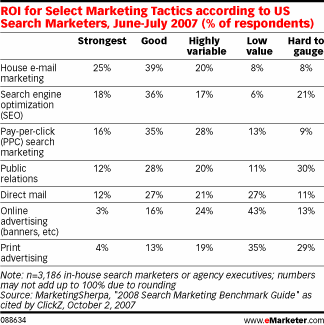 ROI for Select Marketing Tactics according to US
Search Marketers, June-July 2007 (% of respondents)
Strongest Good Highly variable Low value Hard to gauge
House e-mail marketing 25% 39% 20% 8% 8%
Search engine optimization (SEO) 18% 36% 17% 6% 21%
Pay-per-click (PPC) search marketing 16% 35% 28% 13% 9%
Public relations 12% 28% 20% 11% 30%
Direct mail 12% 27% 21% 27% 11%
Online advertising (banners, etc) 3% 16% 24% 43% 13%
Print advertising 4% 13% 19% 35% 29%
Note: n=3,186 in-house search marketers or agency executives; numbers
may not add up to 100% due to rounding
Source: MarketingSherpa, "2008 Search Marketing Benchmark Guide" as
cited by ClickZ, October 2, 2007
088634 www.eMarketer.com